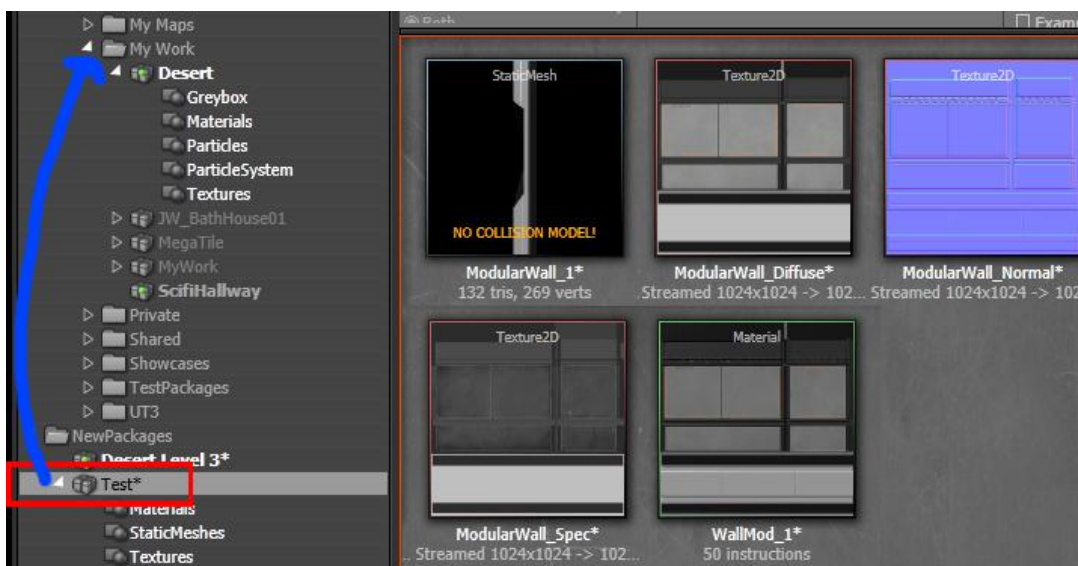 My Maps
My Work
Desert
Greybox
Materials
Particles
ParticleSystem
Textures
JW_BathHouse01
MegaTile
MyWork
ScifiHallway
Private
Shared
Showcases
TestPackages
UT3
NewPackages
Desert Level 3*
Test*
Materials
StaticMeshes
Textures
StaticMesh
NO COLLISION MODEL!
ModularWall_1*
132 tris, 269 verts
Texture2D
ModularWall_Diffuse*
Streamed 1024x1024 -> 102...
Texture2D
ModularWall_Normal*
Streamed 1024x1024 -> 102
Texture2D
ModularWall_Spec*
.. Streamed 1024x1024 -> 102...
Material
WallMod_1*
50 instructions